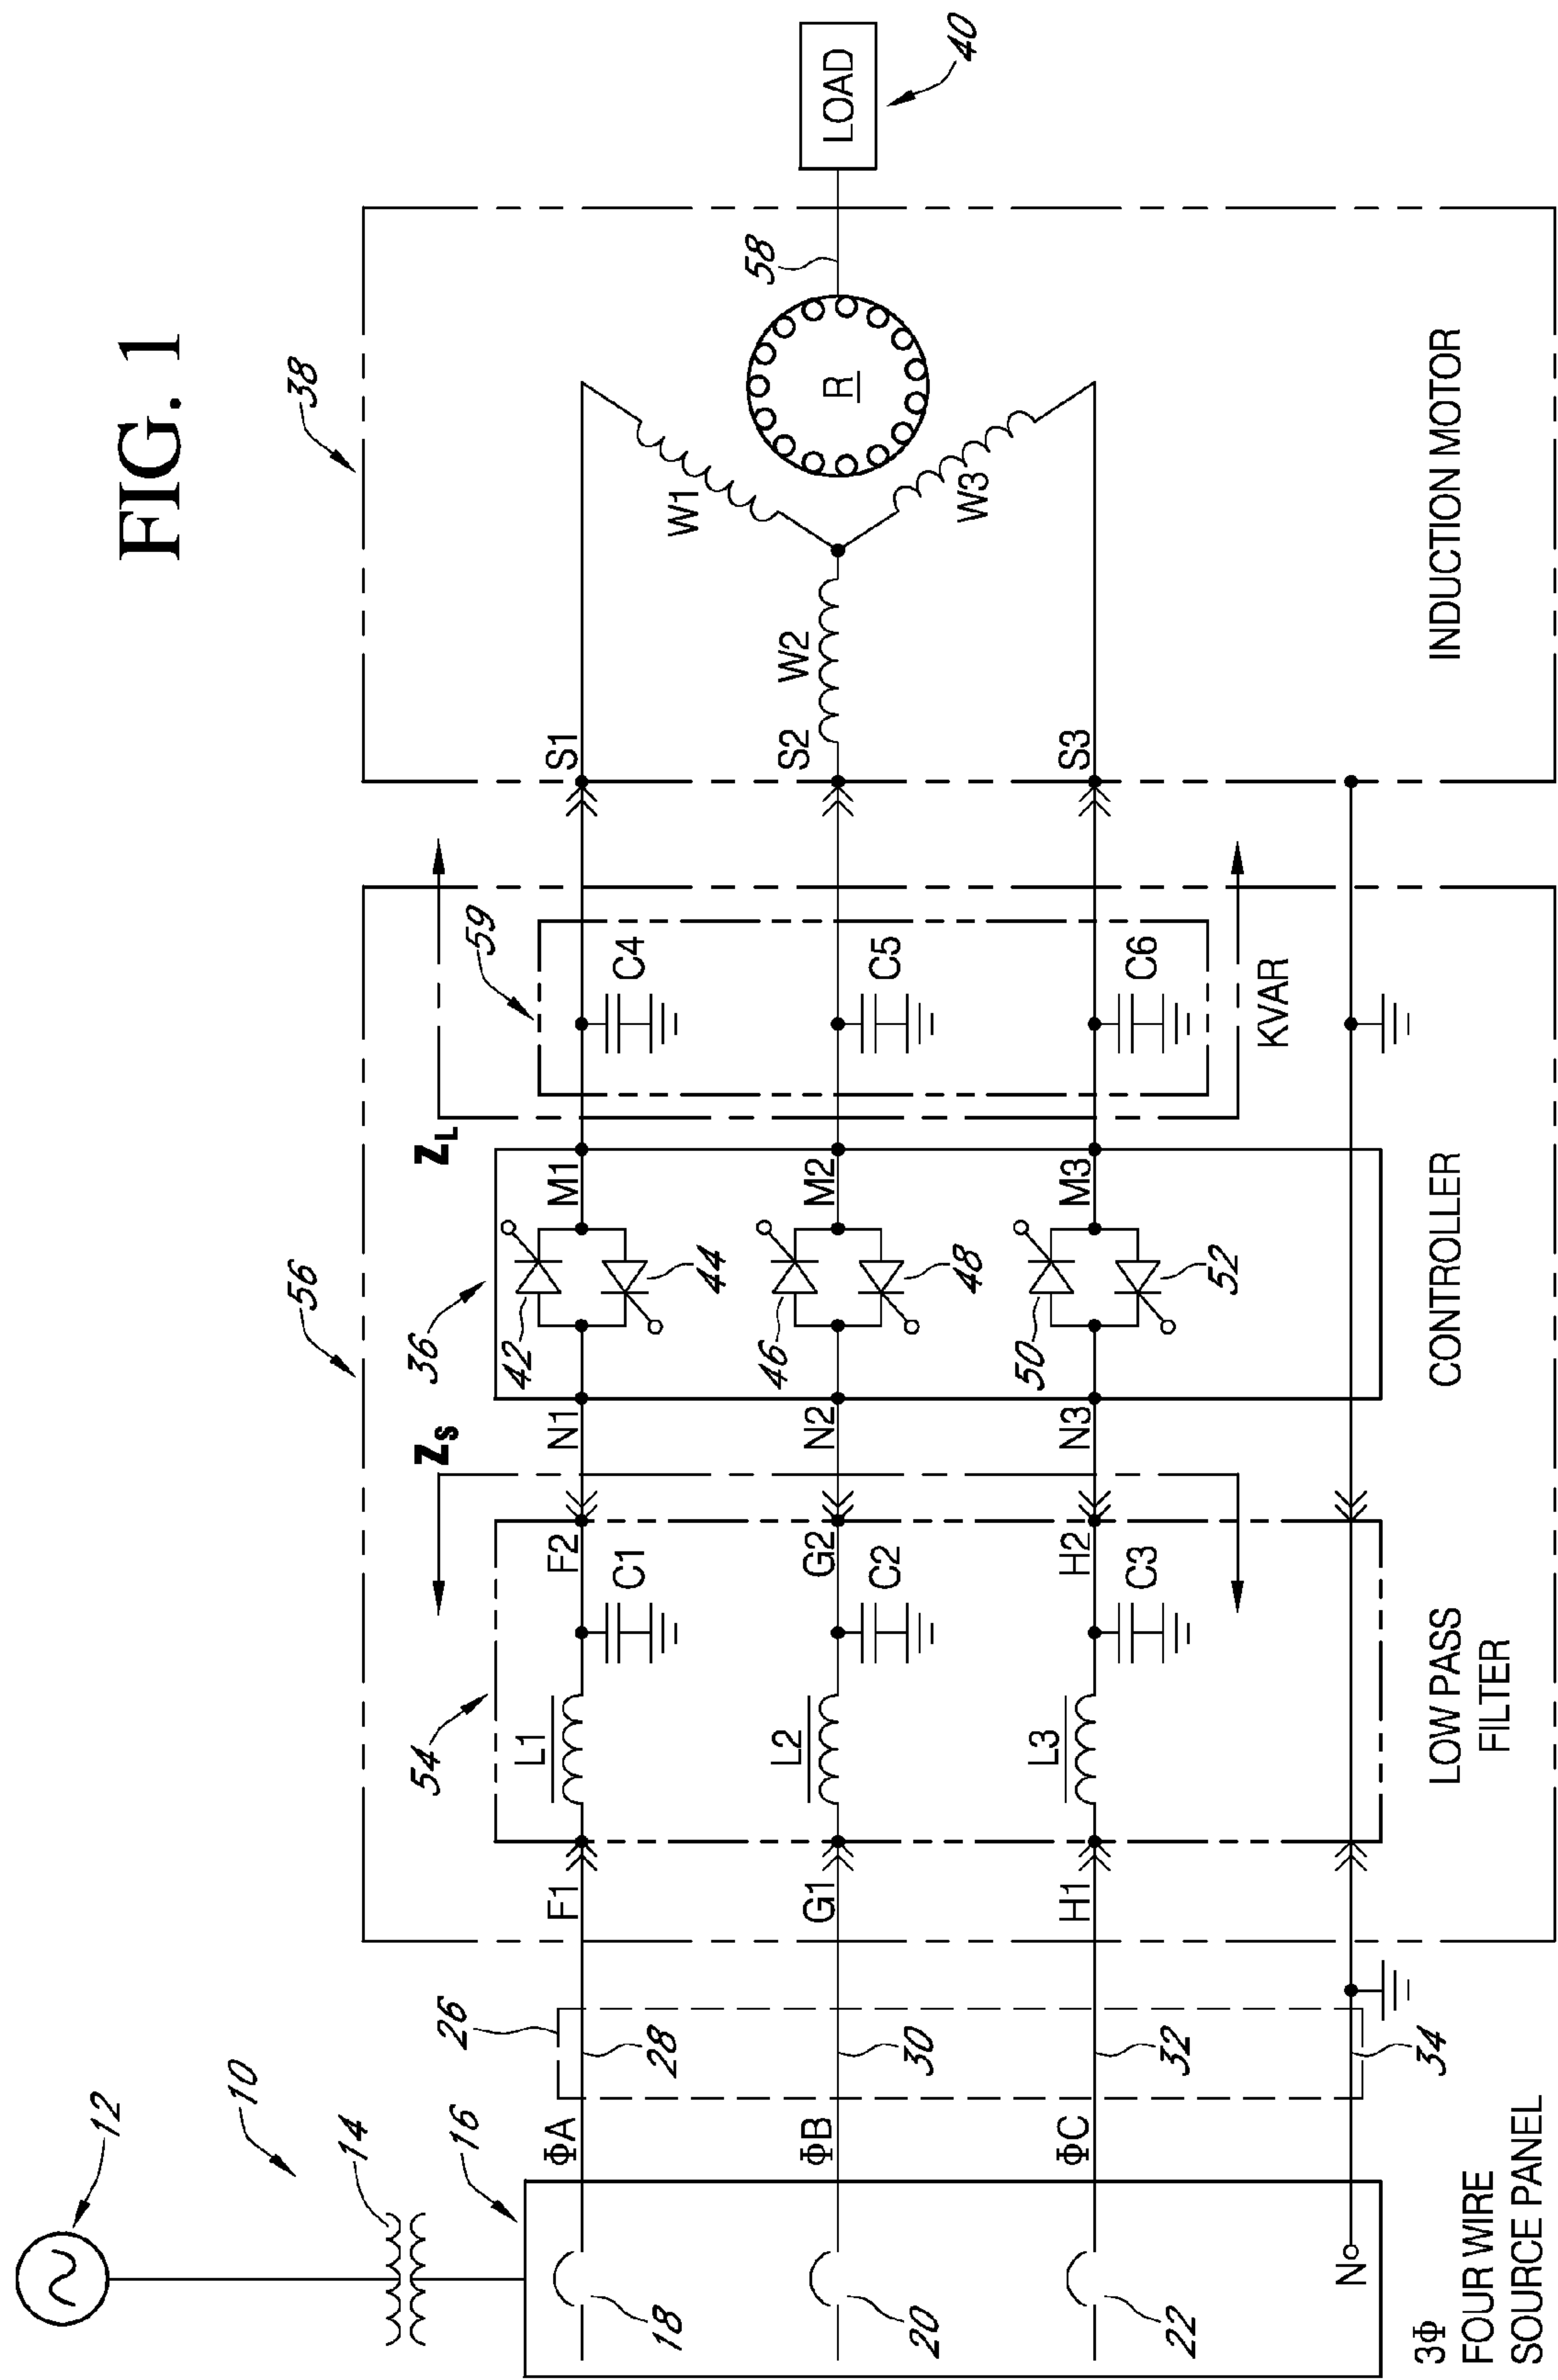 FIG. 1
12
10
14
16
18
20
22
ΦA
ΦB
ΦC
N
3Φ
FOUR WIRE
SOURCE PANEL
26
28
30
32
34
56
F1
G1
H1
54
L1
L2
L3
C1
C2
C3
F2
G2
H2
LOW PASS
FILTER
ZS
N1
N2
N3
36
42
44
46
48
50
52
M1
M2
M3
CONTROLLER
ZL
59
C4
C5
C6
KVAR
38
S1
S2
S3
W1
W2
W3
R
58
INDUCTION MOTOR
LOAD
40